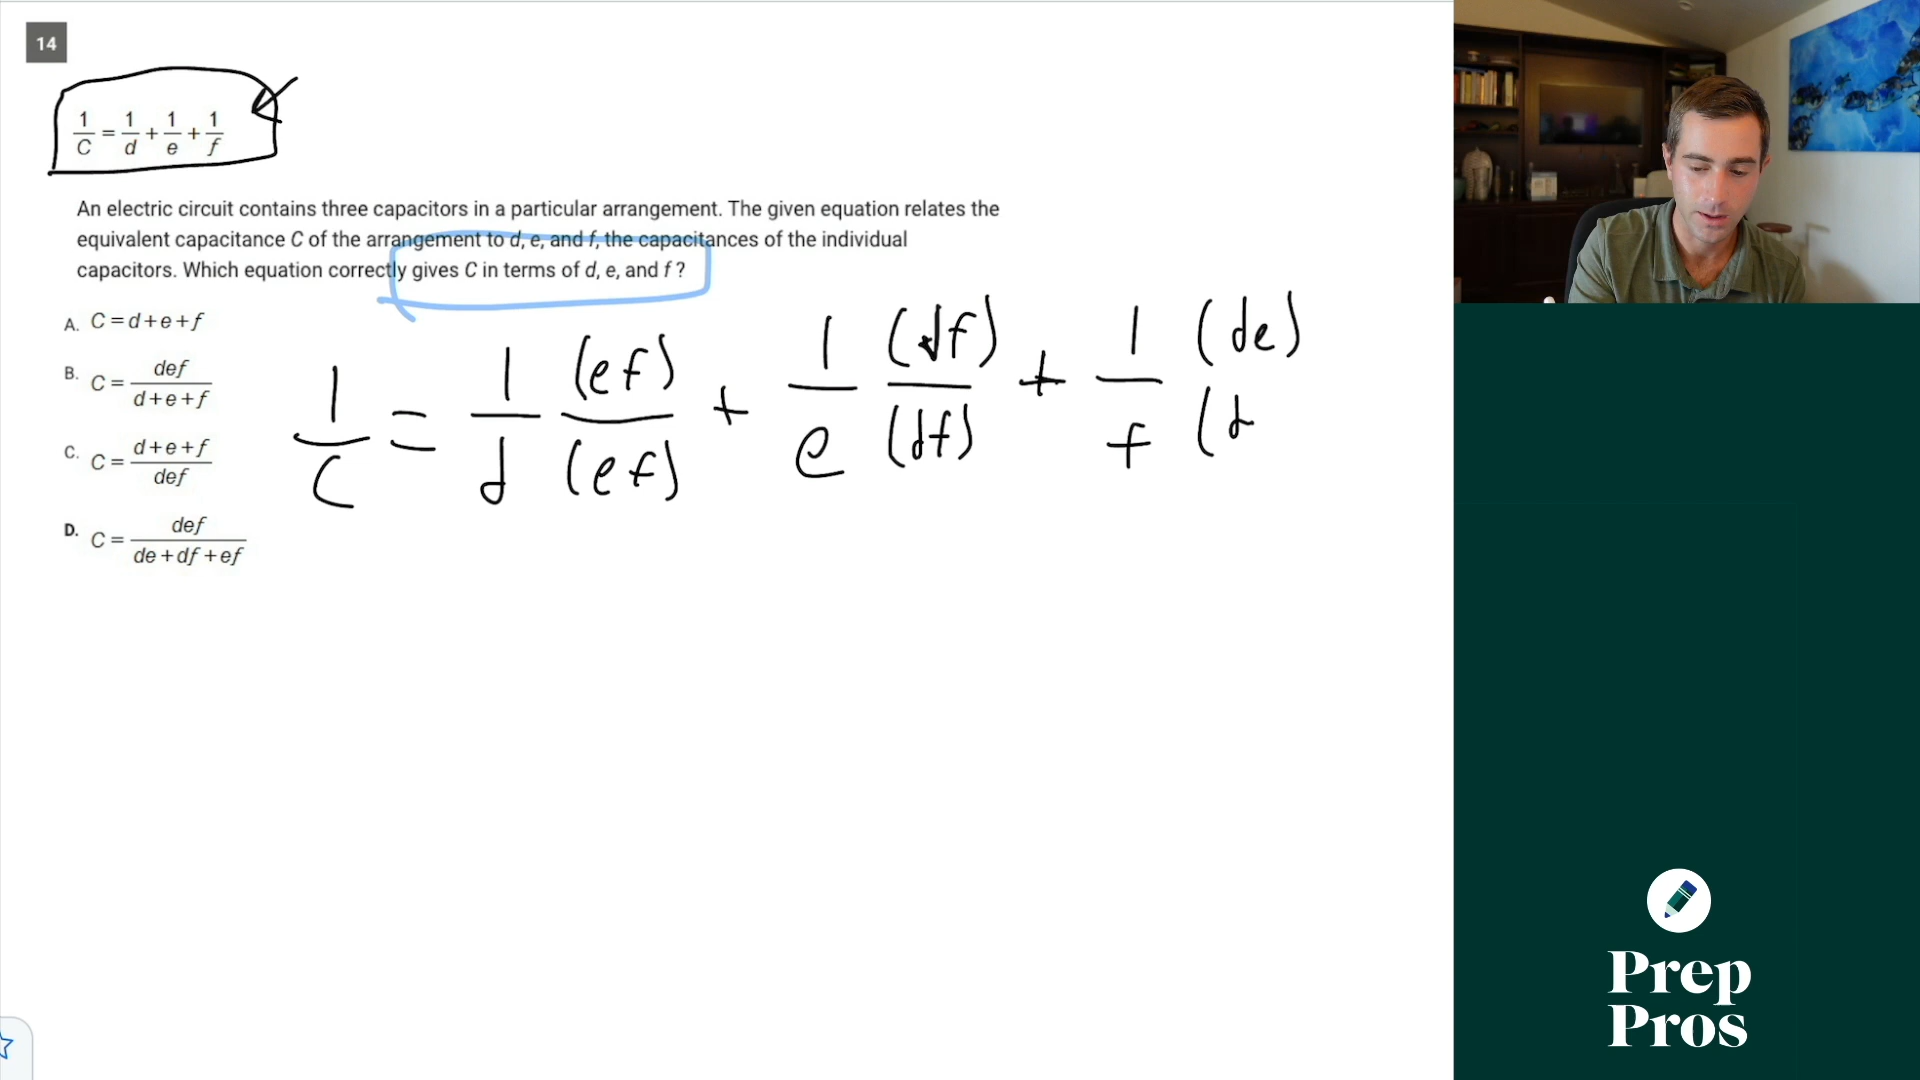 14
1/C = 1/d + 1/e + 1/f
An electric circuit contains three capacitors in a particular arrangement. The given equation relates the
equivalent capacitance C of the arrangement to d, e, and f, the capacitances of the individual
capacitors. Which equation correctly gives C in terms of d, e, and f ?
A. C = d + e + f
B. C = def / d + e + f
C. C = d + e + f / def
D. C = def / de + df + ef
1/C = 1/d (ef)/(ef) + 1/e (df)/(df) + 1/f (de) (d
Prep
Pros